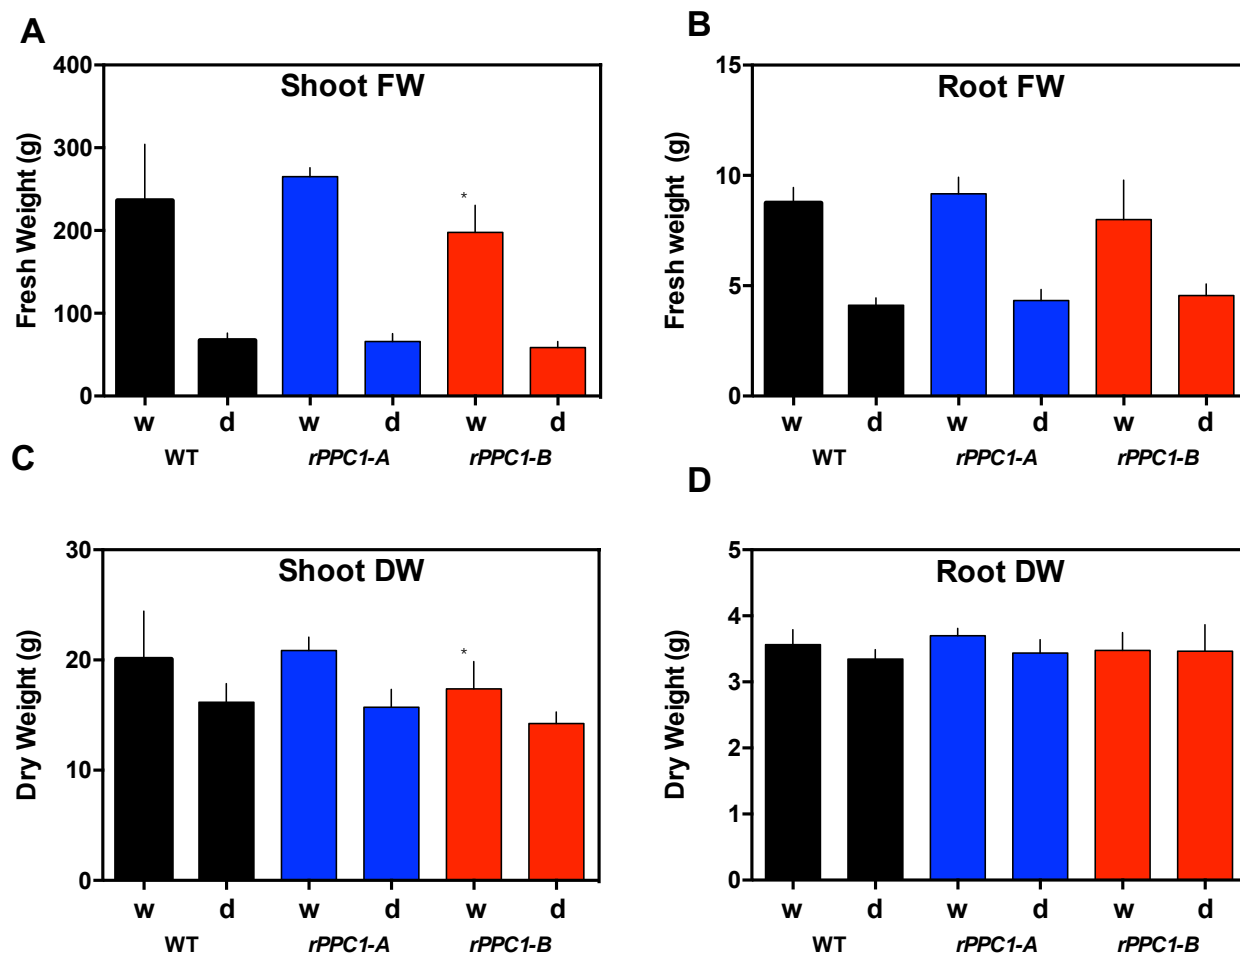 A
Shoot FW
Fresh Weight (g)
400
300
200
100
0
*
w d w d w d
WT rPPC1-A rPPC1-B
B
Root FW
Fresh weight (g)
15
10
5
0
w d w d w d
WT rPPC1-A rPPC1-B
C
Shoot DW
Dry Weight (g)
30
20
10
0
*
w d w d w d
WT rPPC1-A rPPC1-B
D
Root DW
Dry Weight (g)
5
4
3
2
1
0
w d w d w d
WT rPPC1-A rPPC1-B